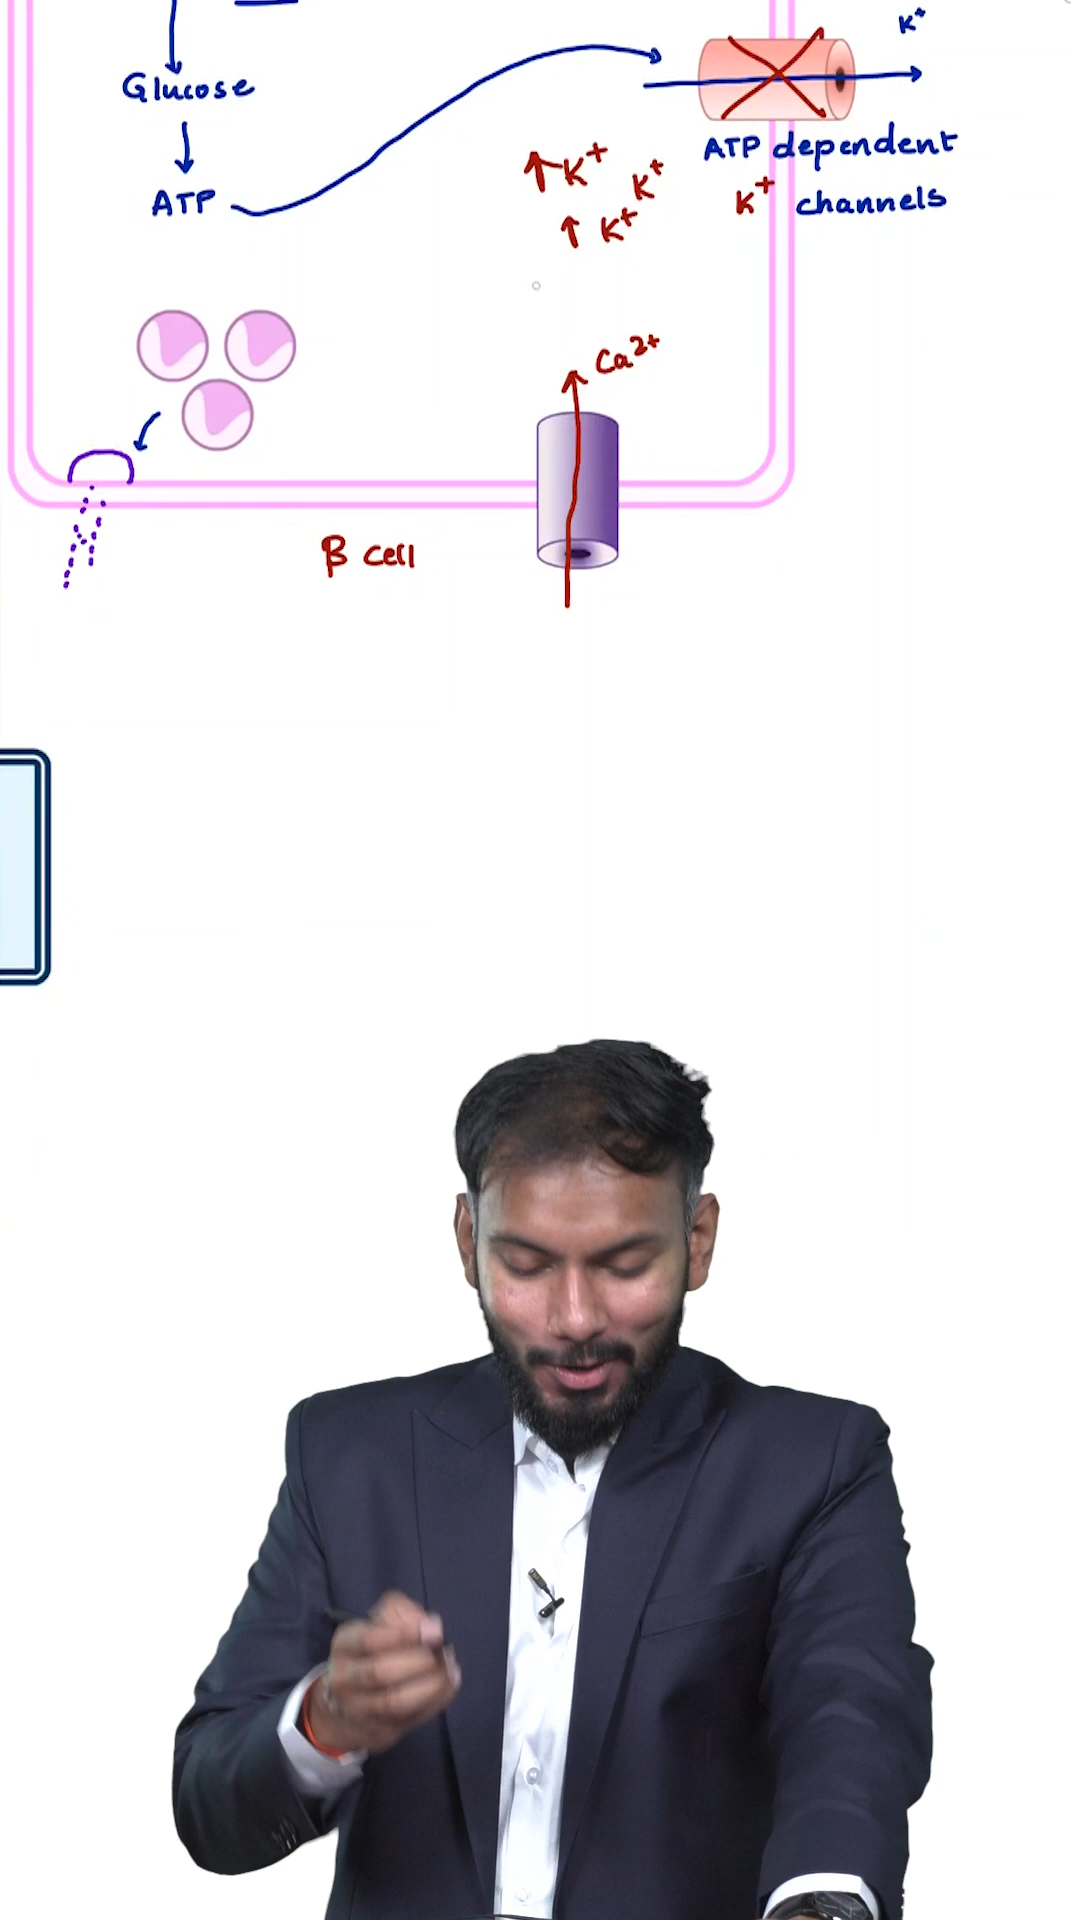 K⁺
Glucose
ATP
ATP dependent
K⁺ channels
↑K⁺
K⁺
↑ K⁺
Ca²⁺
β cell